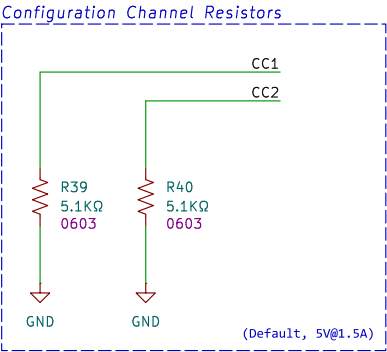 Configuration Channel Resistors
CC1
CC2
R39
5.1KΩ
0603
R40
5.1KΩ
0603
GND
GND
(Default, 5V@1.5A)